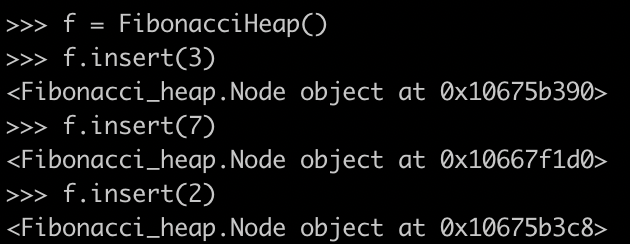 >>> f = FibonacciHeap()
>>> f.insert(3)
<Fibonacci_heap.Node object at 0x10675b390>
>>> f.insert(7)
<Fibonacci_heap.Node object at 0x10667f1d0>
>>> f.insert(2)
<Fibonacci_heap.Node object at 0x10675b3c8>